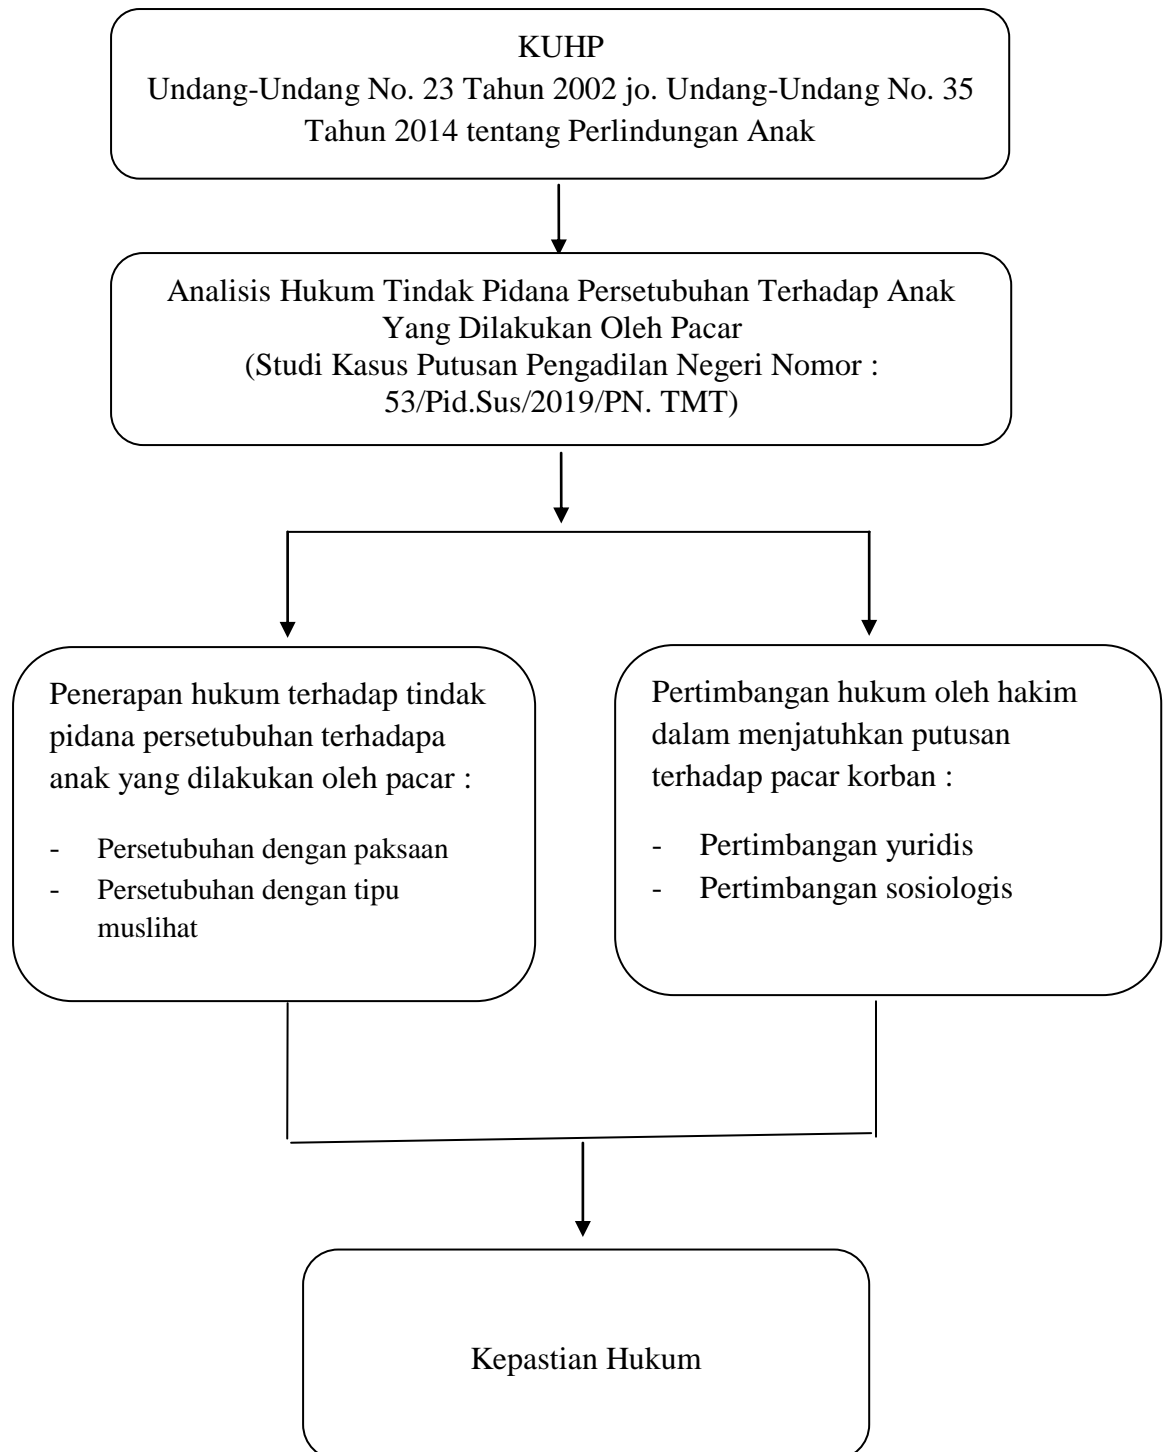 KUHP
Undang-Undang No. 23 Tahun 2002 jo. Undang-Undang No. 35
Tahun 2014 tentang Perlindungan Anak
Analisis Hukum Tindak Pidana Persetubuhan Terhadap Anak
Yang Dilakukan Oleh Pacar
(Studi Kasus Putusan Pengadilan Negeri Nomor :
53/Pid.Sus/2019/PN. TMT)
Penerapan hukum terhadap tindak
pidana persetubuhan terhadapa
anak yang dilakukan oleh pacar :
- Persetubuhan dengan paksaan
- Persetubuhan dengan tipu
muslihat
Pertimbangan hukum oleh hakim
dalam menjatuhkan putusan
terhadap pacar korban :
- Pertimbangan yuridis
- Pertimbangan sosiologis
Kepastian Hukum